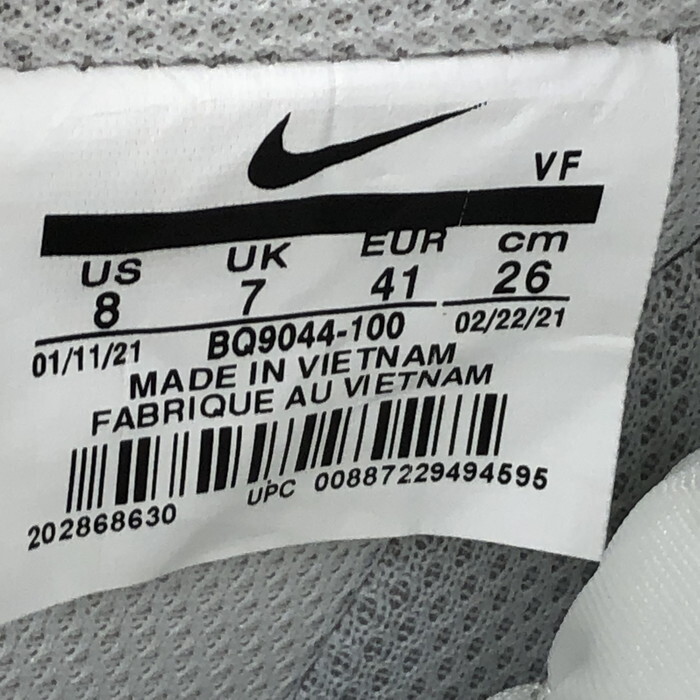 VF
US UK EUR cm
8 7 41 26
01/11/21 BQ9044-100 02/22/21
MADE IN VIETNAM
FABRIQUE AU VIETNAM
202868630 UPC 00887229494595